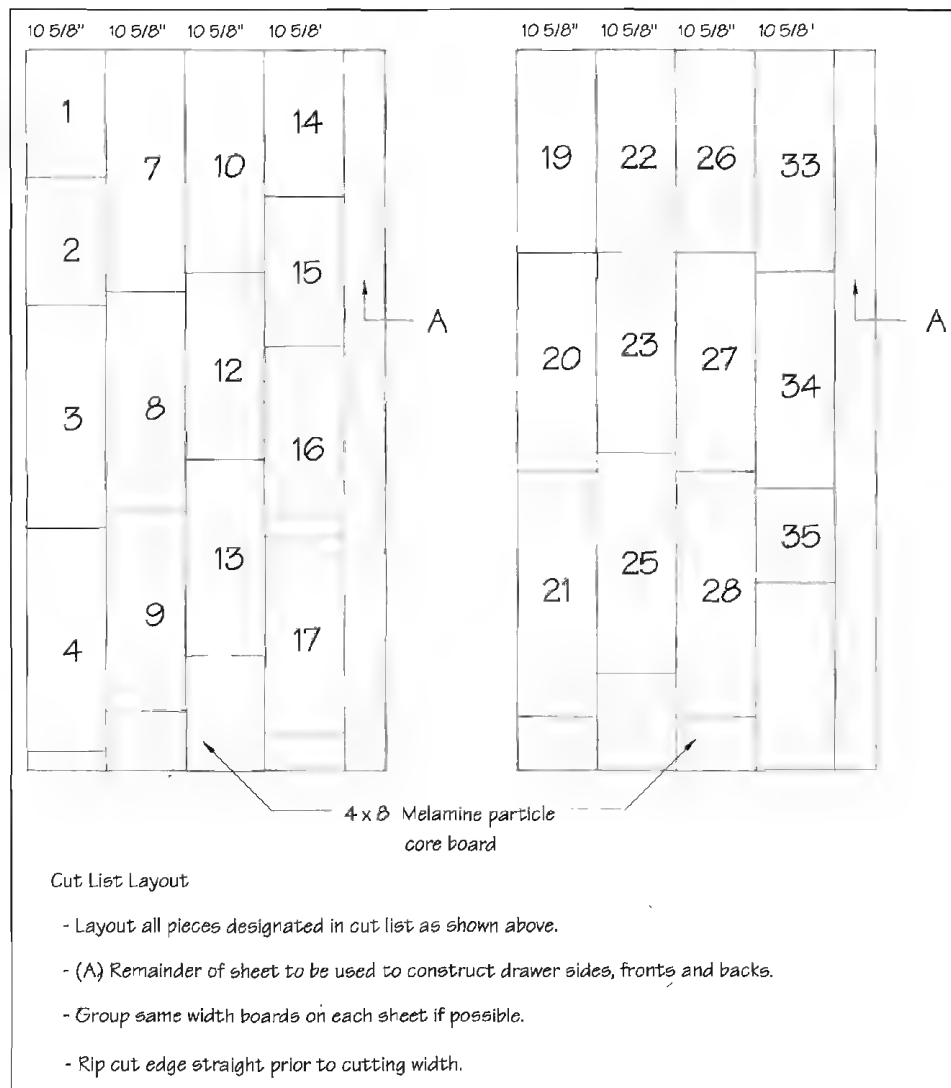 10 5/8" 10 5/8" 10 5/8" 10 5/8'
1
2
3
4
7
8
9
10
12
13
14
15
16
17
A
10 5/8" 10 5/8" 10 5/8" 10 5/8'
19
20
21
22
23
25
26
27
28
33
34
35
A
4 x 8 Melamine particle
core board
Cut List Layout
- Layout all pieces designated in cut list as shown above.
- (A) Remainder of sheet to be used to construct drawer sides, fronts and backs.
- Group same width boards on each sheet if possible.
- Rip cut edge straight prior to cutting width.